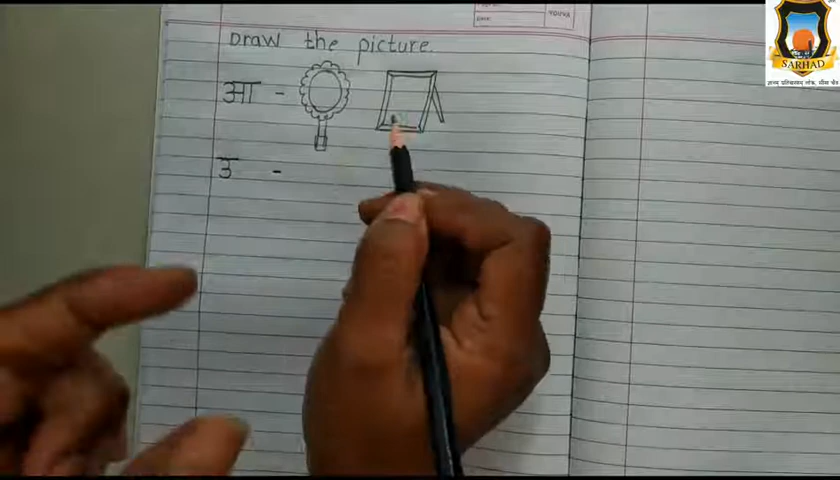 Draw the picture.
आ -
उ -
SARHAD